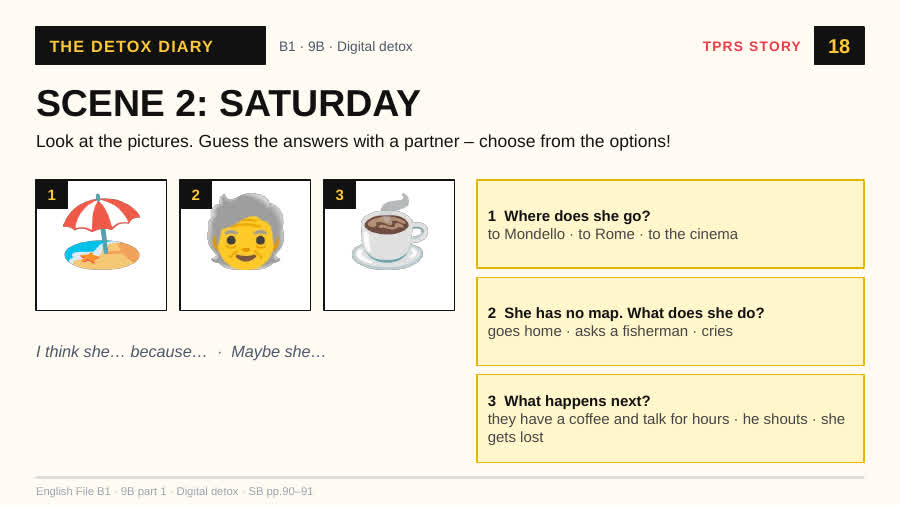 THE DETOX DIARY
B1 · 9B · Digital detox
TPRS STORY
18
SCENE 2: SATURDAY
Look at the pictures. Guess the answers with a partner – choose from the options!
1
2
3
I think she… because… · Maybe she…
1 Where does she go?
to Mondello · to Rome · to the cinema
2 She has no map. What does she do?
goes home · asks a fisherman · cries
3 What happens next?
they have a coffee and talk for hours · he shouts · she
gets lost
English File B1 · 9B part 1 · Digital detox · SB pp.90–91